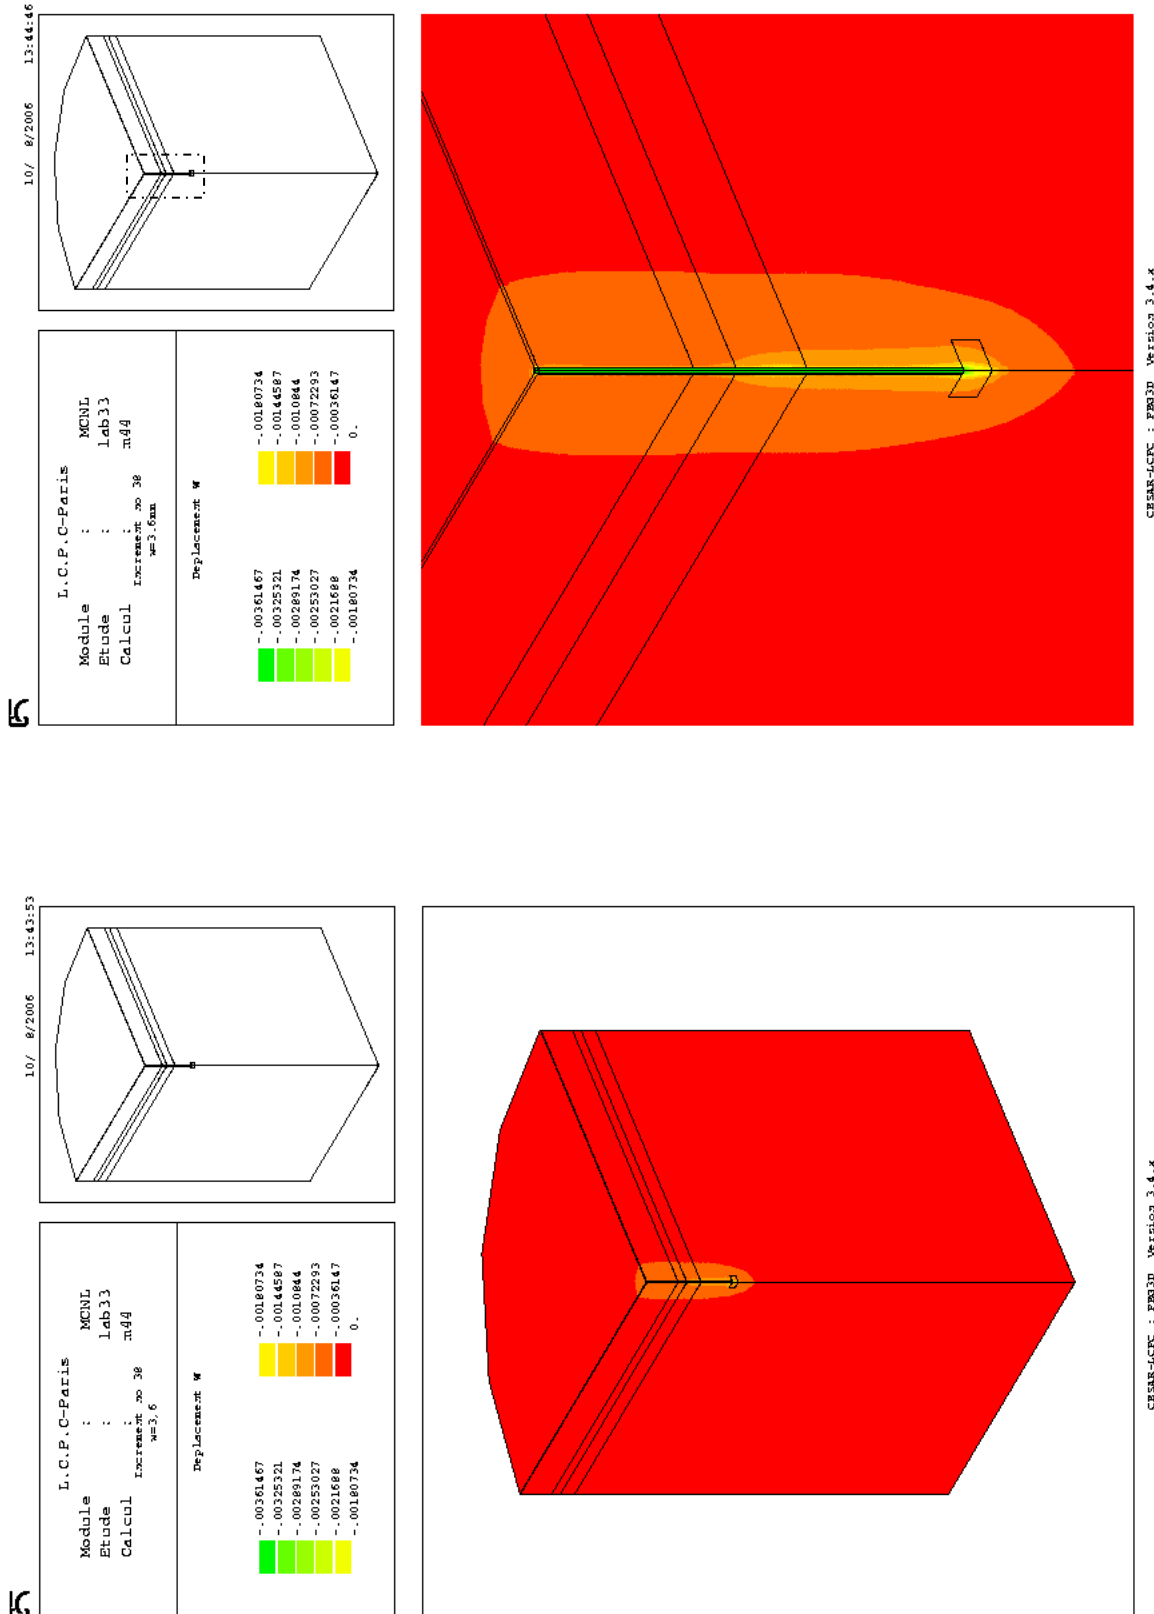 10/ 8/2006 13:43:53
L.C.P.C-Paris
Module : MCNL
Etude : lab33
Calcul : m44
Increment no 38
w=3,6
Deplacement W
-.00361467
-.00325321
-.00289174
-.00253027
-.0021688
-.00180734
-.00180734
-.00144587
-.0010844
-.00072293
-.00036147
0.
CESAR-LCPC : PEG3D Version 3.4.x
10/ 8/2006 13:44:46
L.C.P.C-Paris
Module : MCNL
Etude : lab33
Calcul : m44
Increment no 38
w=3.6mm
Deplacement W
-.00361467
-.00325321
-.00289174
-.00253027
-.0021688
-.00180734
-.00180734
-.00144587
-.0010844
-.00072293
-.00036147
0.
CESAR-LCPC : PEG3D Version 3.4.x